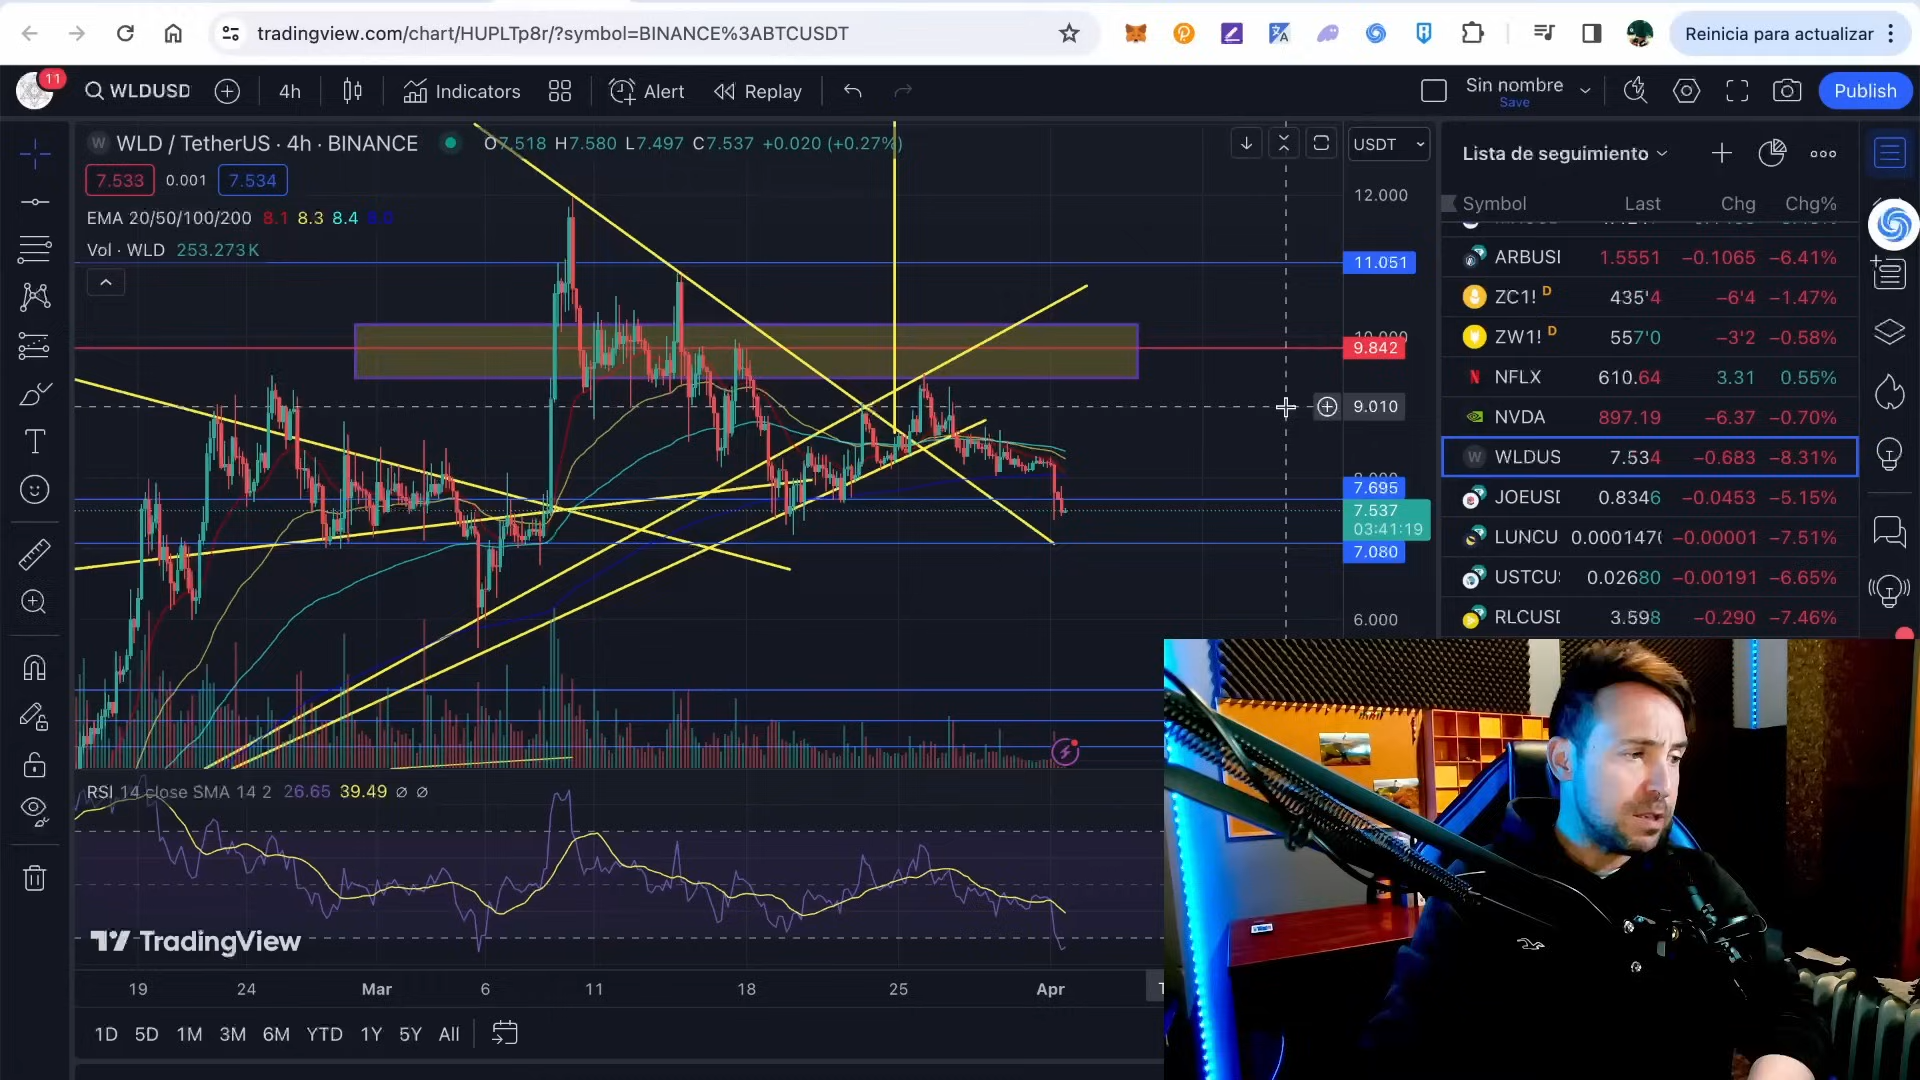 tradingview.com/chart/HUPLTp8r/?symbol=BINANCE%3ABTCUSDT
Reinicia para actualizar
11
WLDUSD
4h
Indicators
Alert
Replay
Sin nombre
Save
Publish
WLD / TetherUS · 4h · BINANCE
O7.518 H7.580 L7.497 C7.537 +0.020 (+0.27%)
USDT
7.533 0.001 7.534
EMA 20/50/100/200 8.1 8.3 8.4
Vol · WLD 253.273K
12.000
11.051
10.000
9.842
9.010
8.000
7.695
7.537
03:41:19
7.080
6.000
Lista de seguimiento
Symbol Last Chg Chg%
ARBUSI 1.5551 −0.1065 −6.41%
ZC1! D 435'4 −6'4 −1.47%
ZW1! D 557'0 −3'2 −0.58%
NFLX 610.64 3.31 0.55%
NVDA 897.19 −6.37 −0.70%
W WLDUS 7.534 −0.683 −8.31%
JOEUSI 0.8346 −0.0453 −5.15%
LUNCU 0.000147( −0.00001 −7.51%
USTCU 0.02680 −0.00191 −6.65%
RLCUSI 3.598 −0.290 −7.46%
RSI 14 close SMA 14 2 26.65 39.49 ∅ ∅
TradingView
19 24 Mar 6 11 18 25 Apr
1D 5D 1M 3M 6M YTD 1Y 5Y All